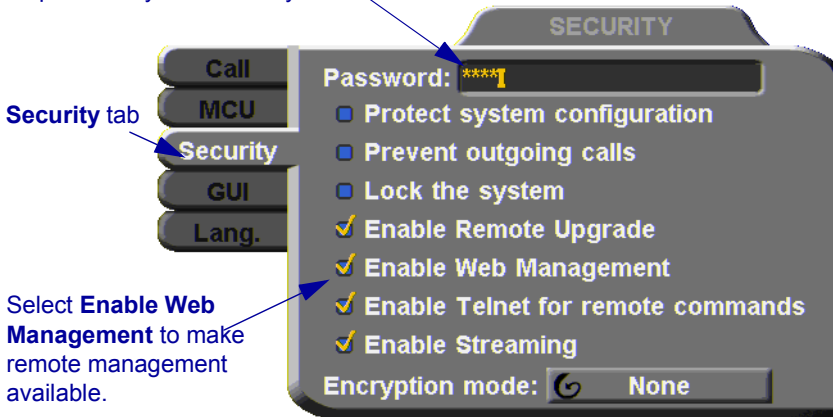 SECURITY
Call
MCU
Security
GUI
Lang.
Password: ****
Protect system configuration
Prevent outgoing calls
Lock the system
Enable Remote Upgrade
Enable Web Management
Enable Telnet for remote commands
Enable Streaming
Encryption mode: None
Security tab
Select Enable Web
Management to make
remote management
available.